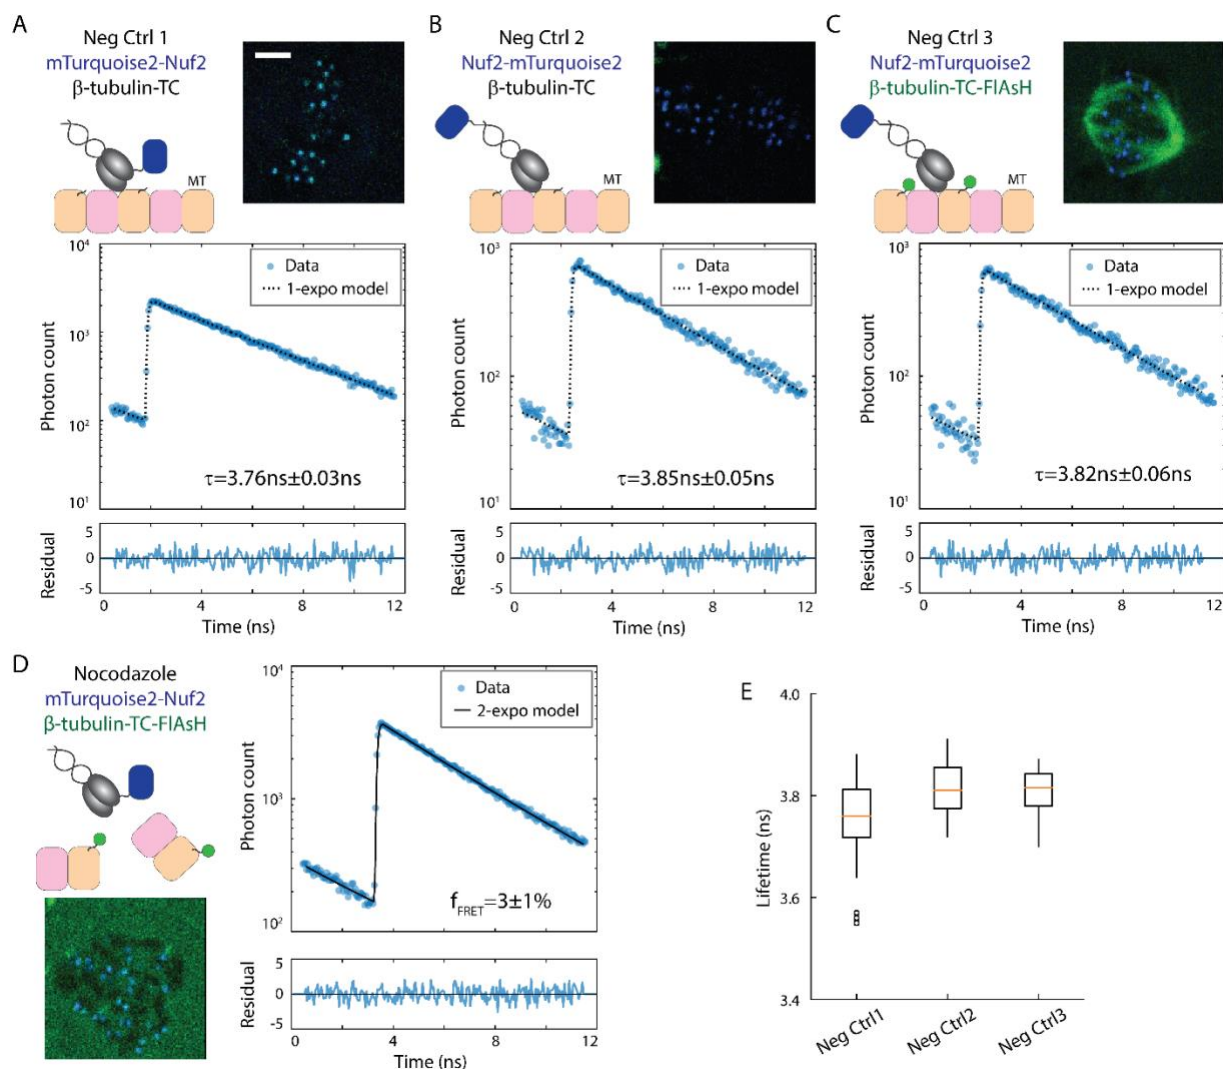 A
Neg Ctrl 1
mTurquoise2-Nuf2
β-tubulin-TC
MT
10⁴
10³
10²
10¹
Photon count
Data
1-expo model
τ=3.76ns±0.03ns
5
0
-5
Residual
0 4 8 12
Time (ns)
B
Neg Ctrl 2
Nuf2-mTurquoise2
β-tubulin-TC
MT
10³
10²
10¹
Photon count
Data
1-expo model
τ=3.85ns±0.05ns
5
0
-5
Residual
0 4 8 12
Time (ns)
C
Neg Ctrl 3
Nuf2-mTurquoise2
β-tubulin-TC-FlAsH
MT
10³
10²
10¹
Photon count
Data
1-expo model
τ=3.82ns±0.06ns
5
0
-5
Residual
0 4 8 12
Time (ns)
D
Nocodazole
mTurquoise2-Nuf2
β-tubulin-TC-FlAsH
10⁴
10³
10²
Photon count
Data
2-expo model
fFRET=3±1%
5
0
-5
Residual
0 4 8 12
Time (ns)
E
4.0
3.8
3.6
3.4
Lifetime (ns)
Neg Ctrl1
Neg Ctrl2
Neg Ctrl3